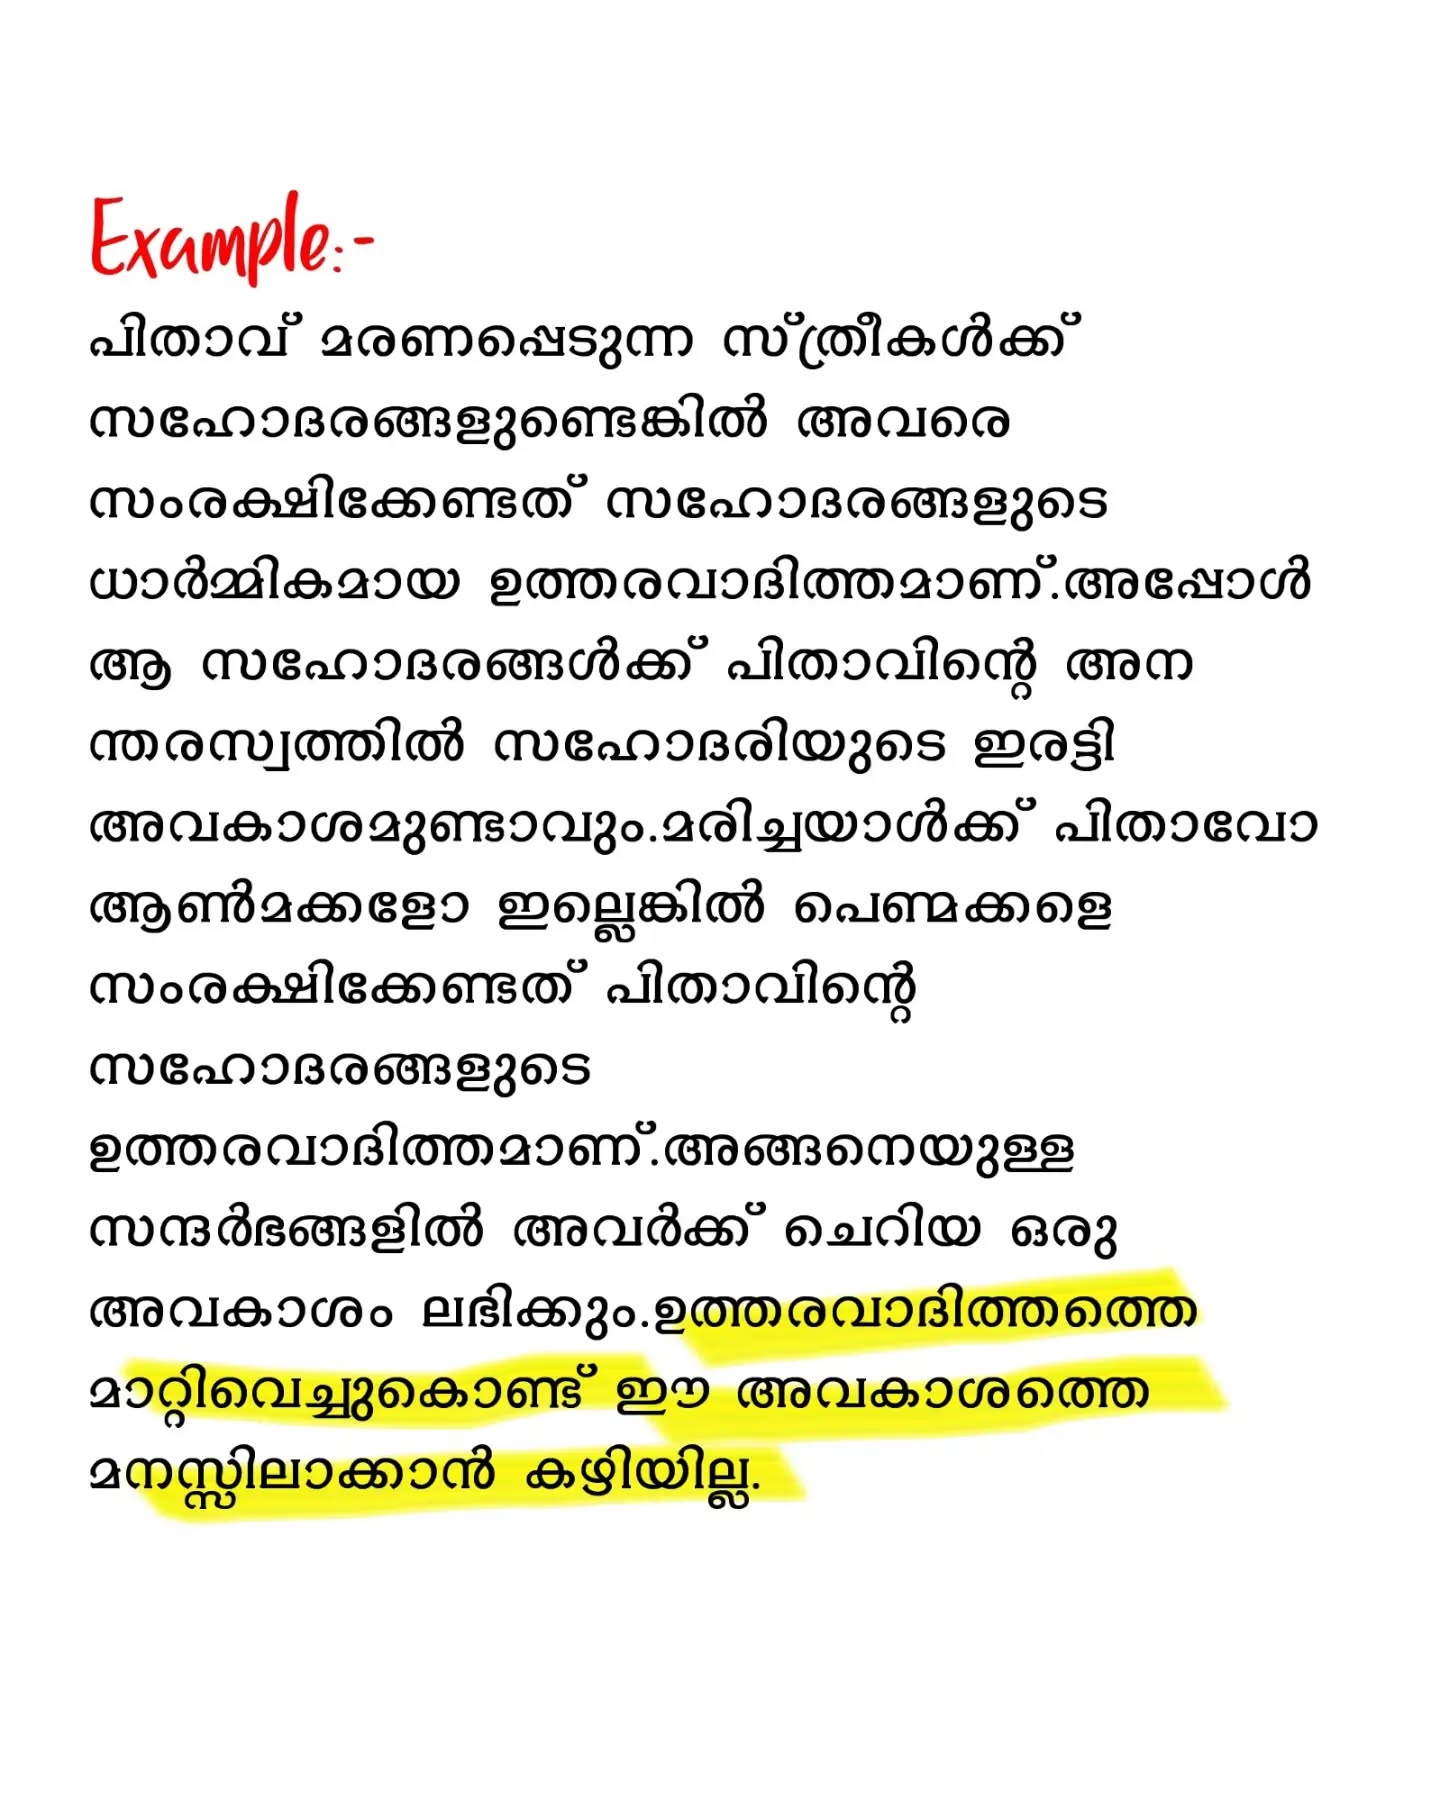 Example:-
പിതാവ് മരണപ്പെടുന്ന സ്ത്രീകൾക്ക്
സഹോദരങ്ങളുണ്ടെങ്കിൽ അവരെ
സംരക്ഷിക്കേണ്ടത് സഹോദരങ്ങളുടെ
ധാർമ്മികമായ ഉത്തരവാദിത്തമാണ്.അപ്പോൾ
ആ സഹോദരങ്ങൾക്ക് പിതാവിന്റെ അന
ന്തരസ്വത്തിൽ സഹോദരിയുടെ ഇരട്ടി
അവകാശമുണ്ടാവും.മരിച്ചയാൾക്ക് പിതാവോ
ആൺമക്കളോ ഇല്ലെങ്കിൽ പെണ്മക്കളെ
സംരക്ഷിക്കേണ്ടത് പിതാവിന്റെ
സഹോദരങ്ങളുടെ
ഉത്തരവാദിത്തമാണ്.അങ്ങനെയുള്ള
സന്ദർഭങ്ങളിൽ അവർക്ക് ചെറിയ ഒരു
അവകാശം ലഭിക്കും.ഉത്തരവാദിത്തത്തെ
മാറ്റിവെച്ചുകൊണ്ട് ഈ അവകാശത്തെ
മനസ്സിലാക്കാൻ കഴിയില്ല.